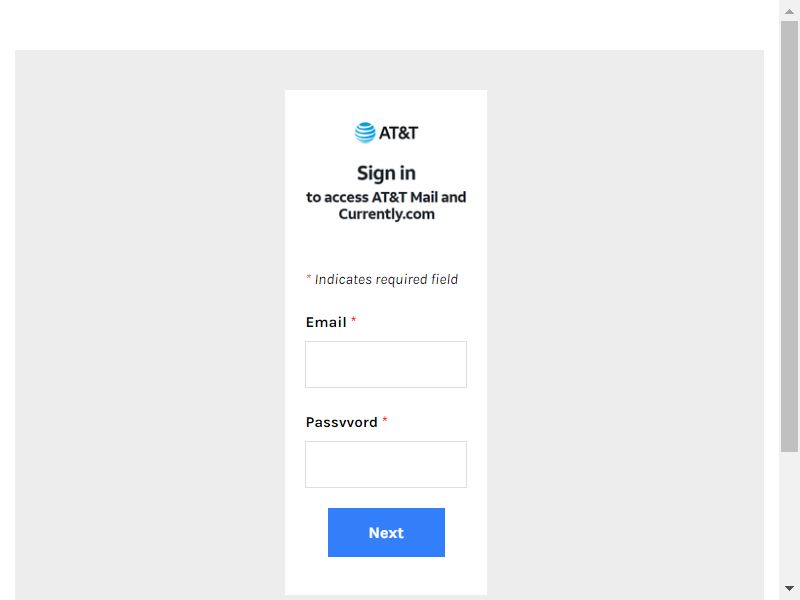 AT&T
Sign in
to access AT&T Mail and
Currently.com
* Indicates required field
Email *
Passvvord *
Next